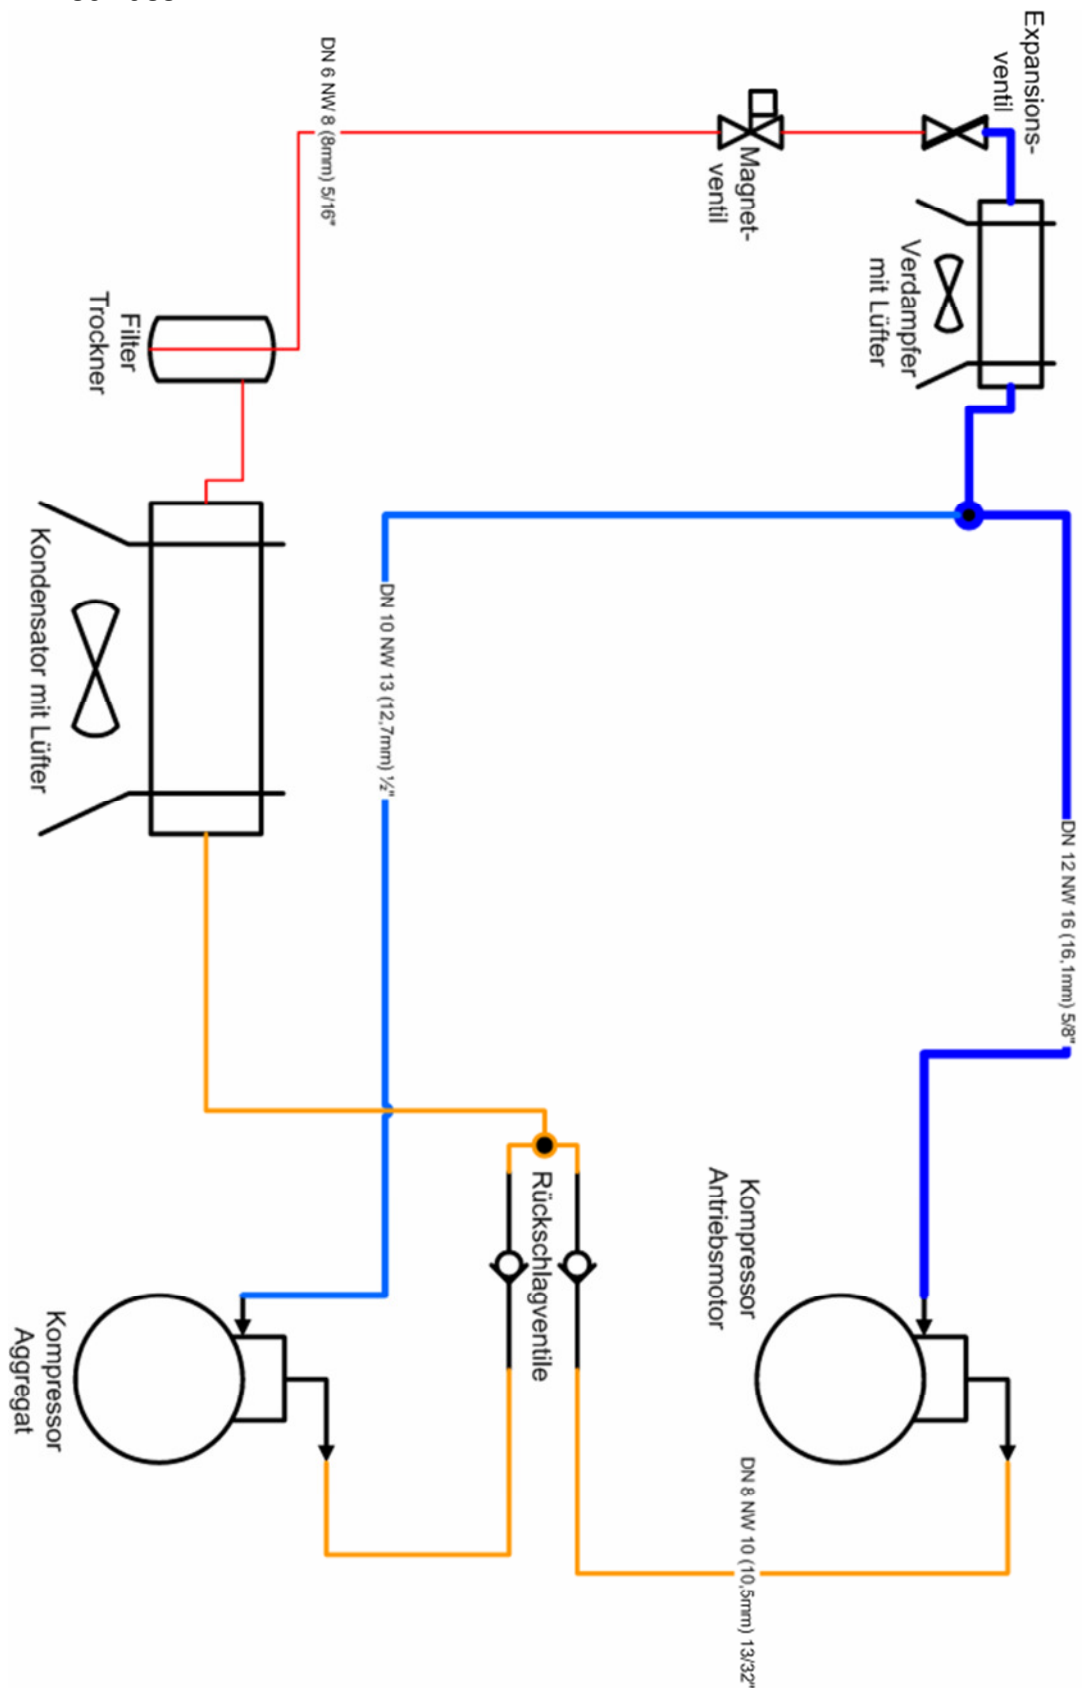 Expansions-
ventil
DN 12 NW 16 (16,1mm) 5/8"
Verdampfer
mit Lüfter
Magnet-
ventil
Kompressor
Antriebsmotor
DN 8 NW 10 (10,5mm) 13/32"
Rückschlagventile
DN 10 NW 13 (12,7mm) ½"
DN 6 NW 8 (8mm) 5/16"
Filter
Trockner
Kondensator mit Lüfter
Kompressor
Aggregat